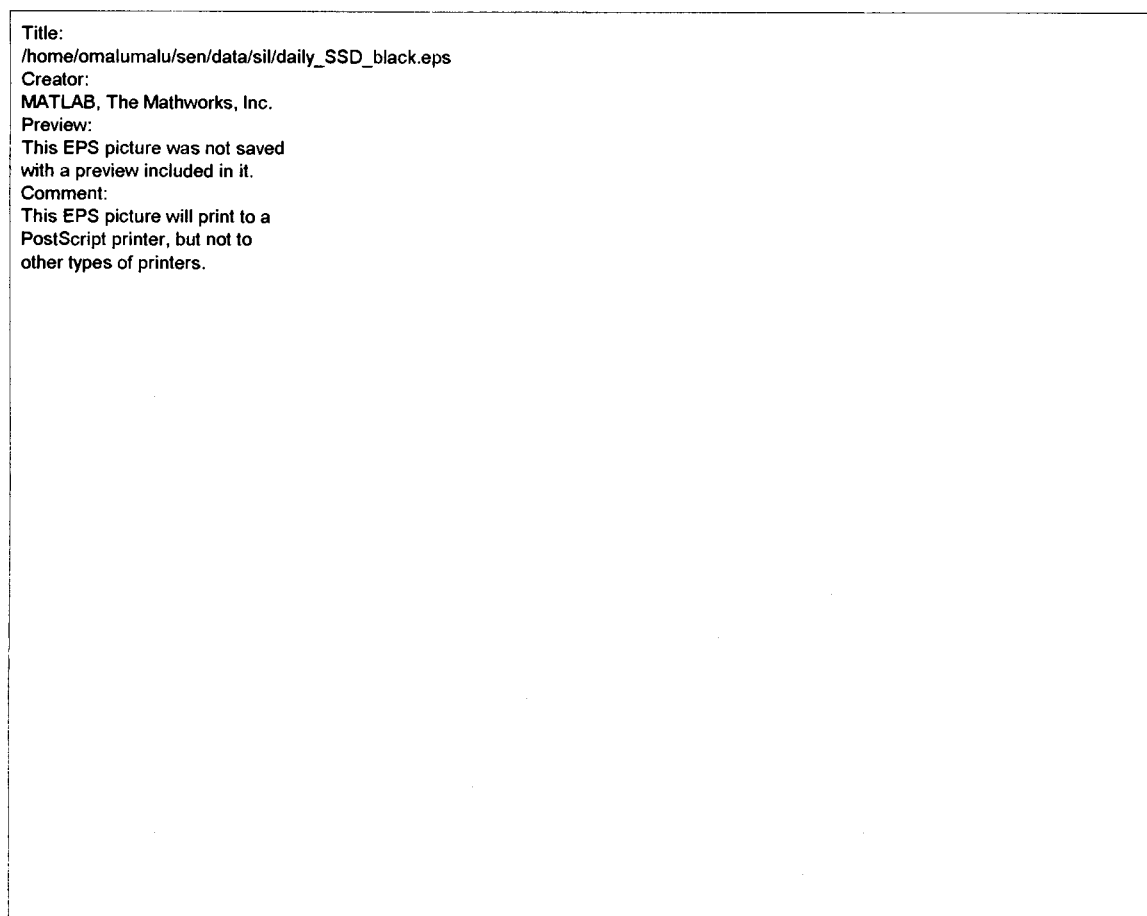 Title:
/home/omalumalu/sen/data/sil/daily_SSD_black.eps
Creator:
MATLAB, The Mathworks, Inc.
Preview:
This EPS picture was not saved
with a preview included in it.
Comment:
This EPS picture will print to a
PostScript printer, but not to
other types of printers.